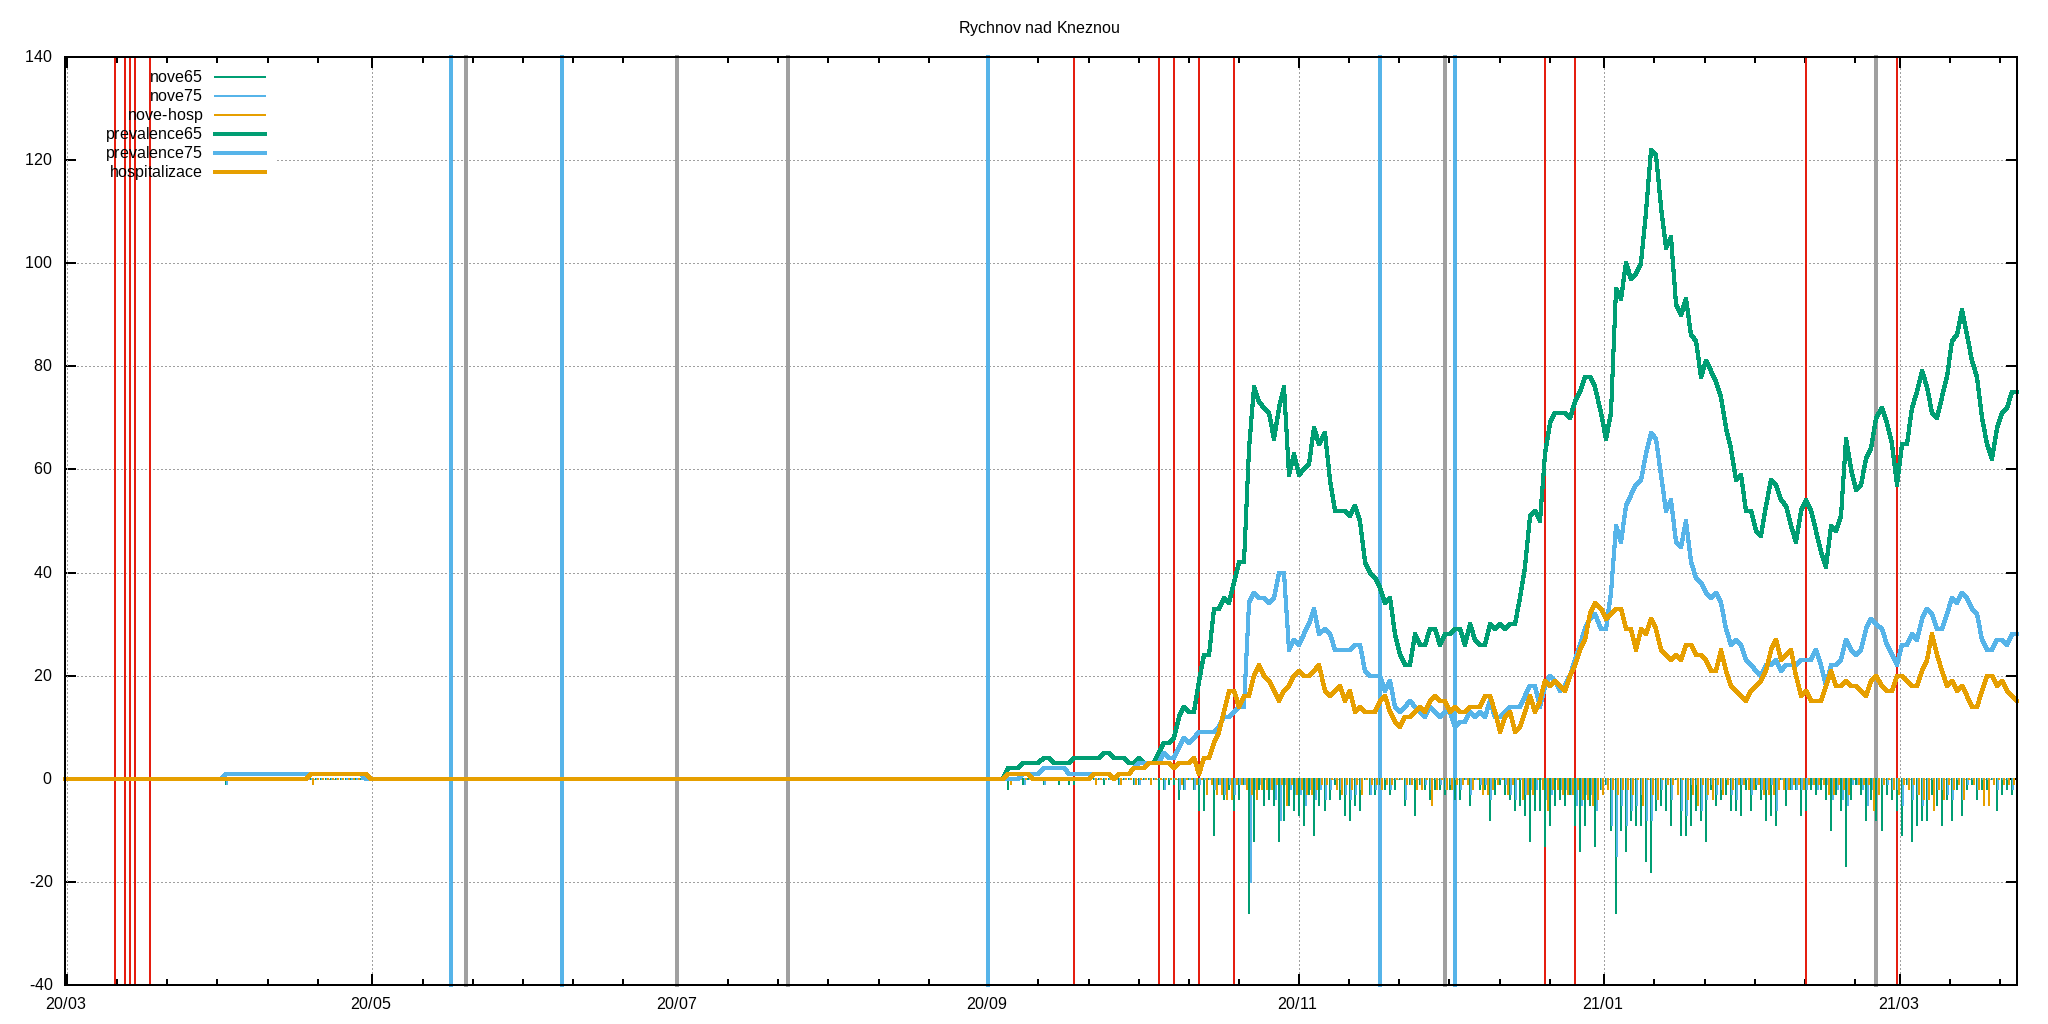 Rychnov nad Kneznou
140
120
100
80
60
40
20
0
-20
-40
nove65
nove75
nove-hosp
prevalence65
prevalence75
hospitalizace
20/03 20/05 20/07 20/09 20/11 21/01 21/03